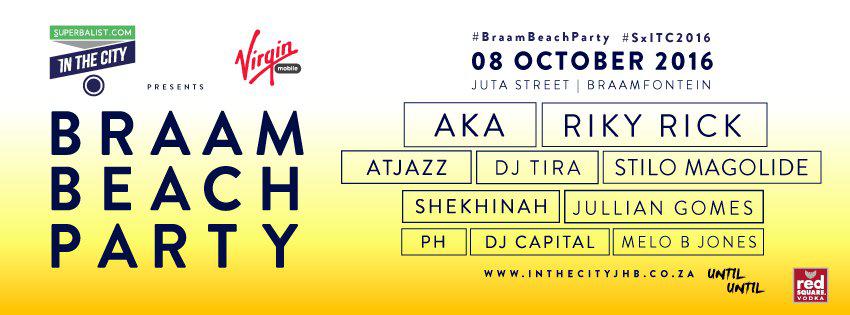 SUPERBALIST.COM
IN THE CITY
Virgin
mobile
PRESENTS
BRAAM
BEACH
PARTY
#BraamBeachParty #SxITC2016
08 OCTOBER 2016
JUTA STREET | BRAAMFONTEIN
AKA RIKY RICK
ATJAZZ DJ TIRA STILO MAGOLIDE
SHEKHINAH JULLIAN GOMES
PH DJ CAPITAL MELO B JONES
WWW.INTHECITYJHB.CO.ZA
UNTIL
UNTIL
red
SQUARE
VODKA